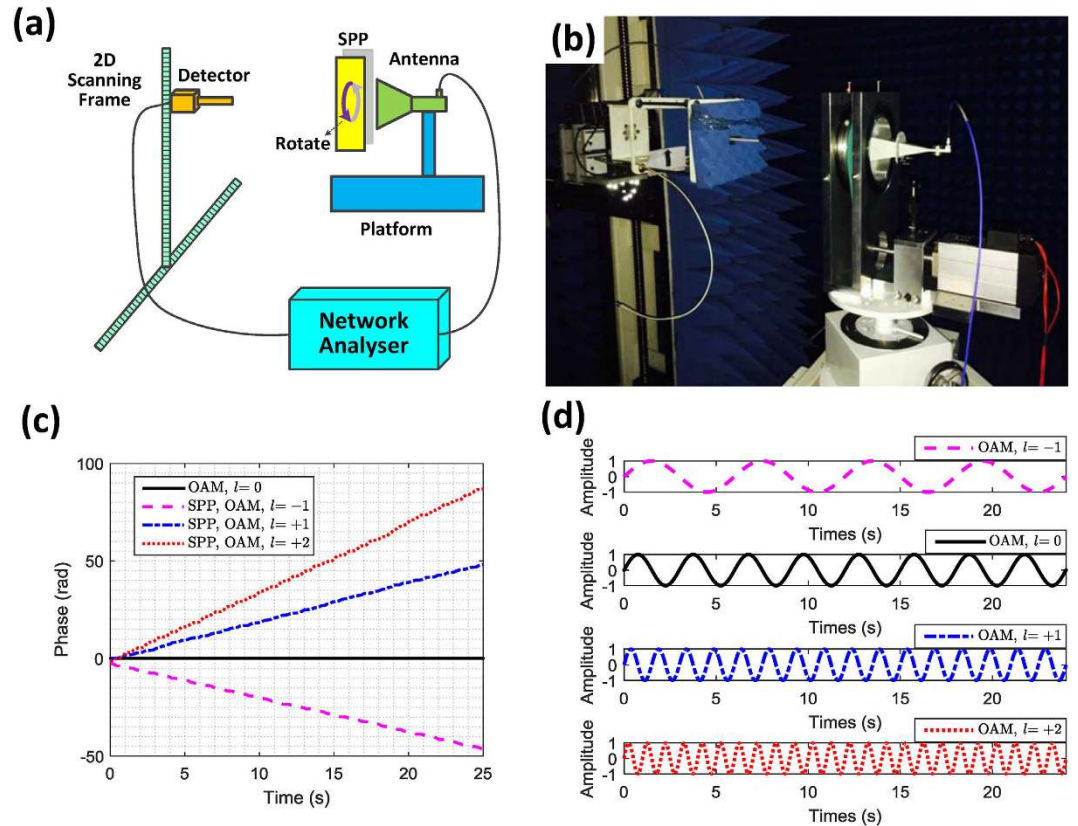 (a)
2D
Scanning
Frame
Detector
SPP
Antenna
Rotate
Platform
Network
Analyser
(b)
(c)
100
50
0
-50
Phase (rad)
OAM, l= 0
SPP, OAM, l= −1
SPP, OAM, l= +1
SPP, OAM, l= +2
0 5 10 15 20 25
Time (s)
(d)
Amplitude
1
0
-1
OAM, l= −1
0 5 10 15 20
Times (s)
Amplitude
1
0
-1
OAM, l= 0
0 5 10 15 20
Times (s)
Amplitude
1
0
-1
OAM, l= +1
0 5 10 15 20
Times (s)
Amplitude
1
0
-1
OAM, l= +2
0 5 10 15 20
Times (s)